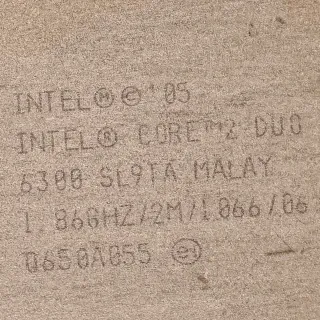 INTEL Ⓜ © '05
INTEL® CORE™2 DUO
6300 SL9TA MALAY
1.86GHZ/2M/1066/06
Q650A055 (e1)